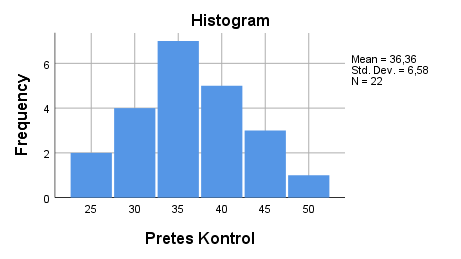 Histogram
Mean = 36,36
Std. Dev. = 6,58
N = 22
Frequency
6
4
2
0
25 30 35 40 45 50
Pretes Kontrol